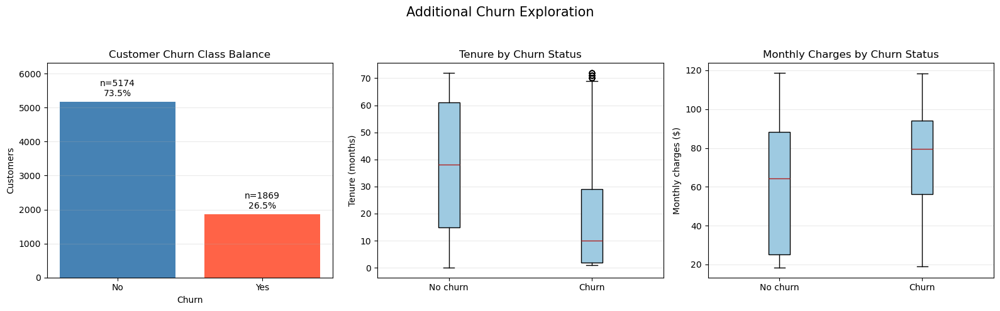 Additional Churn Exploration
Customer Churn Class Balance
Customers
6000
5000
4000
3000
2000
1000
0
n=5174
73.5%
n=1869
26.5%
No
Yes
Churn
Tenure by Churn Status
Tenure (months)
70
60
50
40
30
20
10
0
No churn
Churn
Monthly Charges by Churn Status
Monthly charges ($)
120
100
80
60
40
20
No churn
Churn